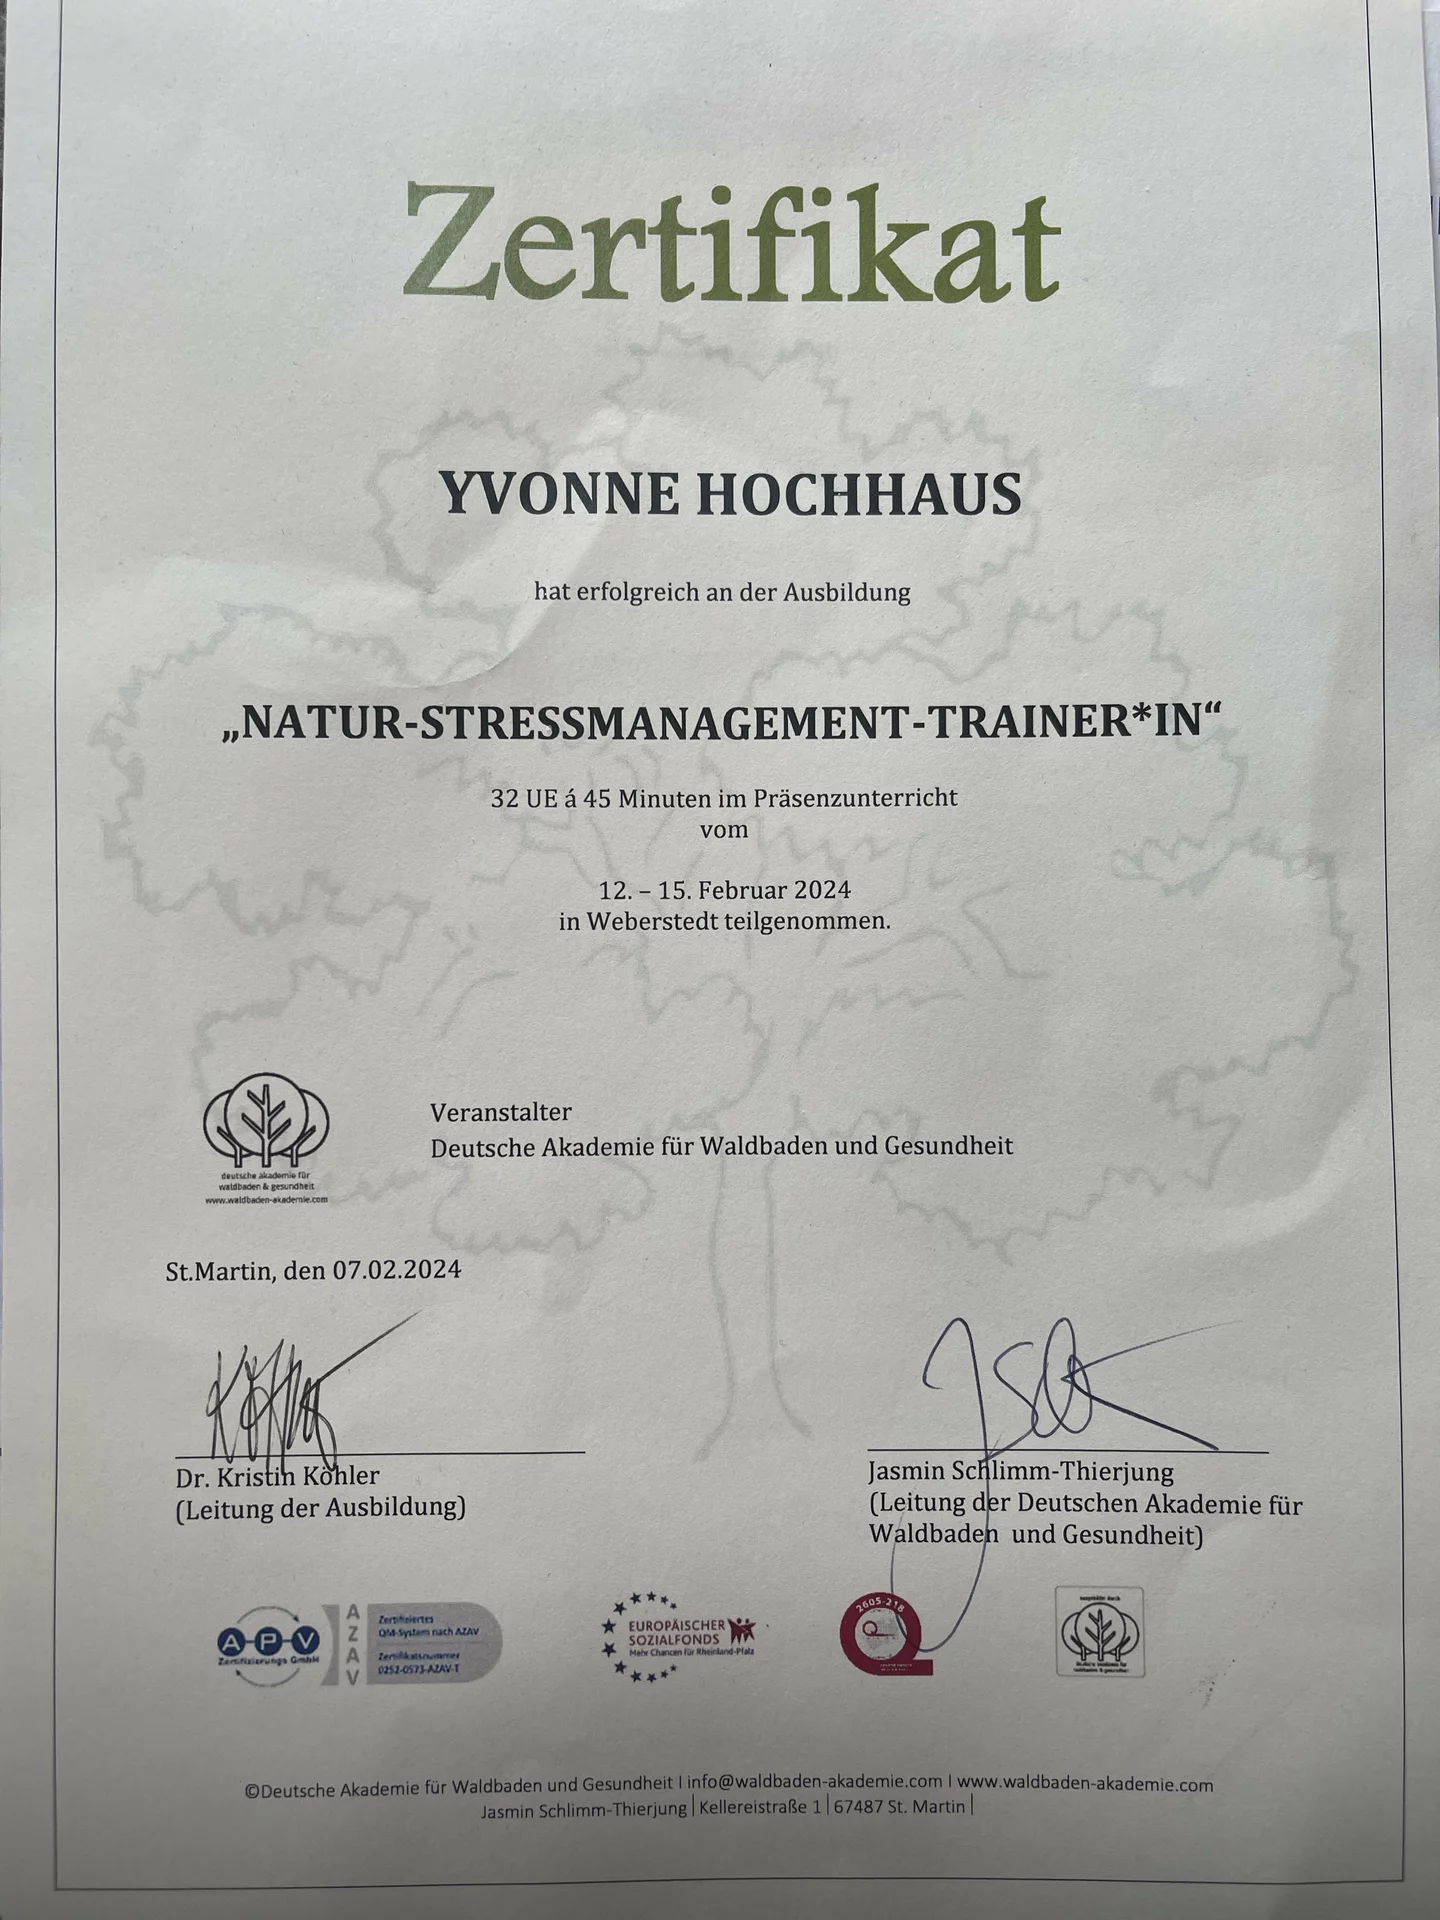 Zertifikat
YVONNE HOCHHAUS
hat erfolgreich an der Ausbildung
„NATUR-STRESSMANAGEMENT-TRAINER*IN“
32 UE á 45 Minuten im Präsenzunterricht
vom
12. – 15. Februar 2024
in Weberstedt teilgenommen.
deutsche akademie für
waldbaden & gesundheit
www.waldbaden-akademie.com
Veranstalter
Deutsche Akademie für Waldbaden und Gesundheit
St.Martin, den 07.02.2024
Dr. Kristin Köhler
(Leitung der Ausbildung)
Jasmin Schlimm-Thierjung
(Leitung der Deutschen Akademie für
Waldbaden und Gesundheit)
A-P-V
Zertifizierungs GmbH
AZAV
Zertifiziertes
QM-System nach AZAV
Zertifikatsnummer
0252-0573-AZAV-T
EUROPÄISCHER
SOZIALFONDS
Mehr Chancen für Rheinland-Pfalz
2605-218
©Deutsche Akademie für Waldbaden und Gesundheit | info@waldbaden-akademie.com | www.waldbaden-akademie.com
Jasmin Schlimm-Thierjung | Kellereistraße 1 | 67487 St. Martin |